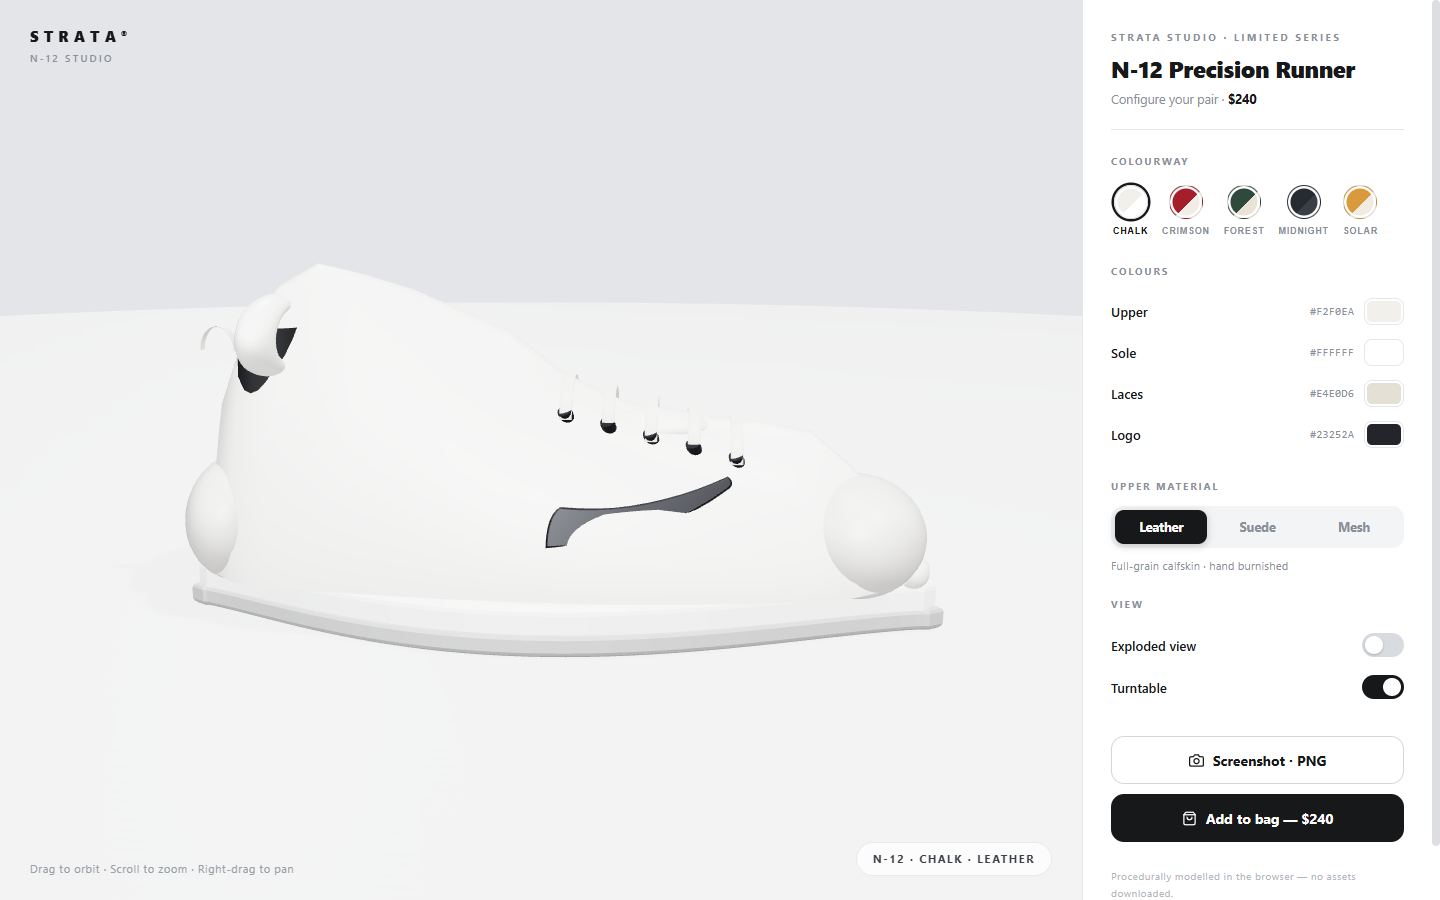 STRATA®
N-12 STUDIO
STRATA STUDIO · LIMITED SERIES
N-12 Precision Runner
Configure your pair · $240
COLOURWAY
CHALK CRIMSON FOREST MIDNIGHT SOLAR
COLOURS
Upper #F2F0EA
Sole #FFFFFF
Laces #E4E0D6
Logo #23252A
UPPER MATERIAL
Leather Suede Mesh
Full-grain calfskin · hand burnished
VIEW
Exploded view
Turntable
Screenshot · PNG
Add to bag — $240
Procedurally modelled in the browser — no assets
downloaded.
N-12 · CHALK · LEATHER
Drag to orbit · Scroll to zoom · Right-drag to pan